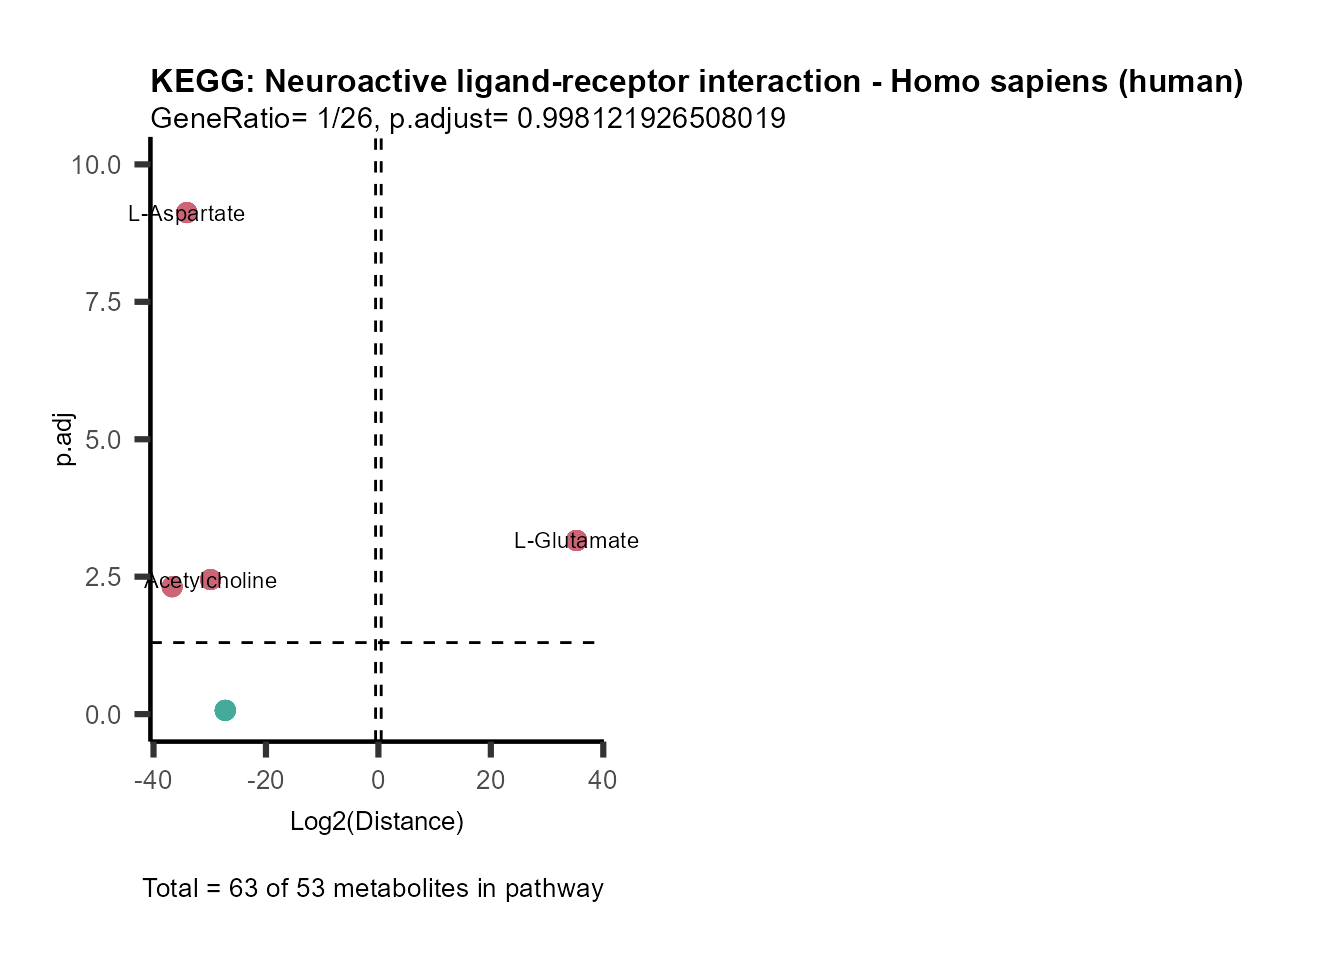 KEGG: Neuroactive ligand-receptor interaction - Homo sapiens (human)
GeneRatio= 1/26, p.adjust= 0.998121926508019
10.0
L-Aspartate
7.5
p.adj
5.0
L-Glutamate
2.5
Acetylcholine
0.0
-40 -20 0 20 40
Log2(Distance)
Total = 63 of 53 metabolites in pathway